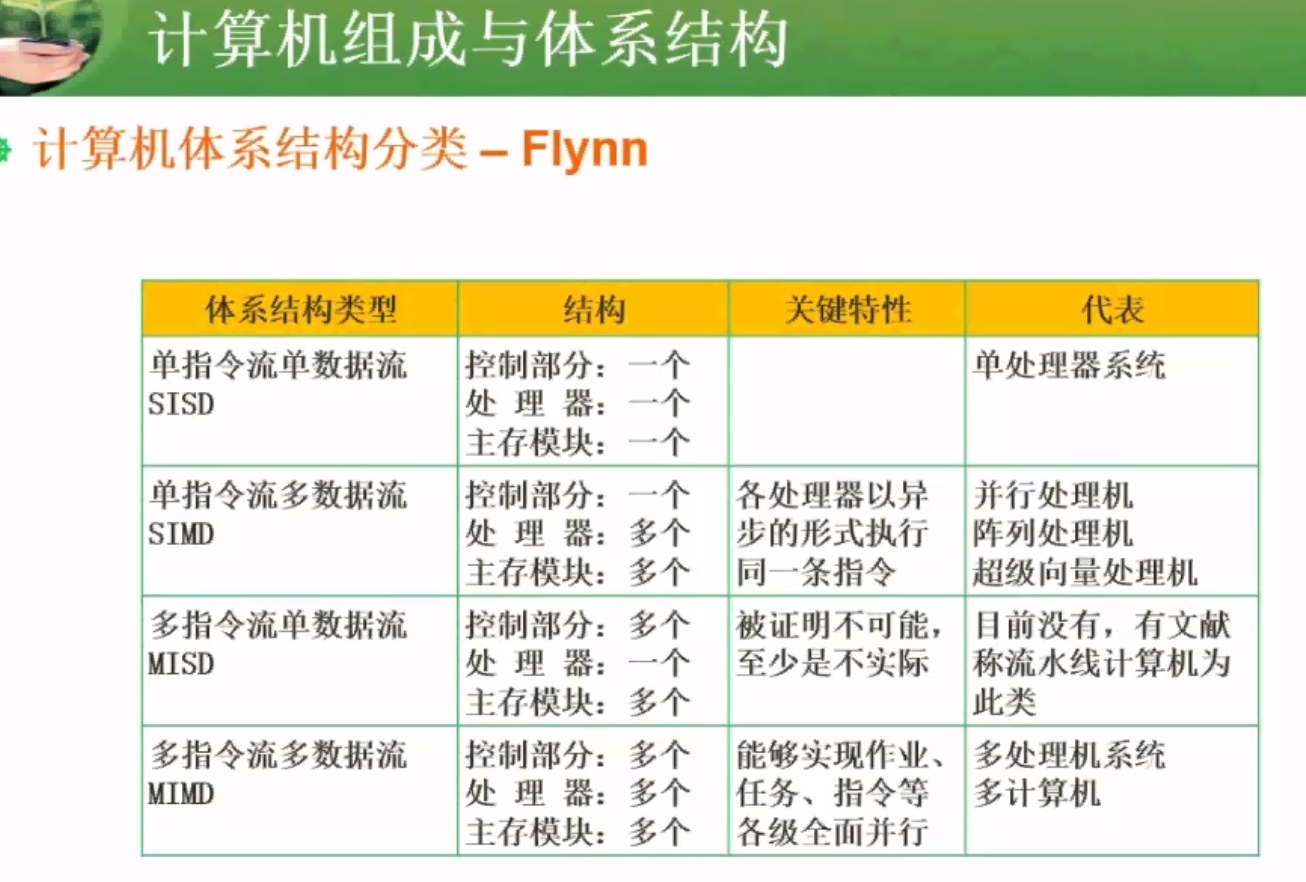 计算机组成与体系结构
计算机体系结构分类 – Flynn
体系结构类型 结构 关键特性 代表
单指令流单数据流
SISD
控制部分：一个
处 理 器：一个
主存模块：一个
单处理器系统
单指令流多数据流
SIMD
控制部分：一个
处 理 器：多个
主存模块：多个
各处理器以异
步的形式执行
同一条指令
并行处理机
阵列处理机
超级向量处理机
多指令流单数据流
MISD
控制部分：多个
处 理 器：一个
主存模块：多个
被证明不可能，
至少是不实际
目前没有，有文献
称流水线计算机为
此类
多指令流多数据流
MIMD
控制部分：多个
处 理 器：多个
主存模块：多个
能够实现作业、
任务、指令等
各级全面并行
多处理机系统
多计算机